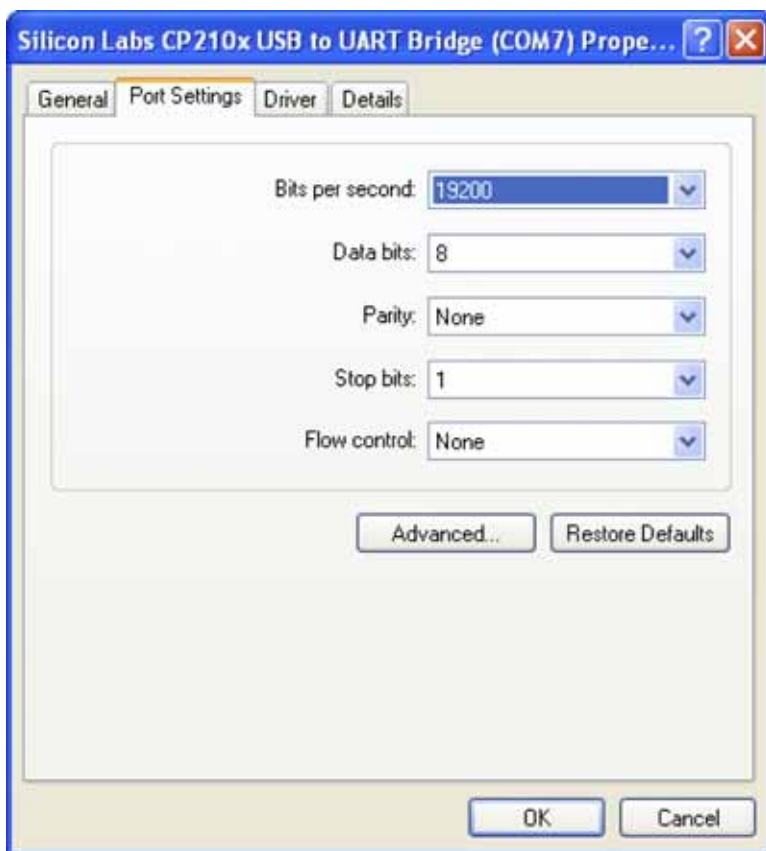 Silicon Labs CP210x USB to UART Bridge (COM7) Prope...
General Port Settings Driver Details
Bits per second: 19200
Data bits: 8
Parity: None
Stop bits: 1
Flow control: None
Advanced... Restore Defaults
OK Cancel